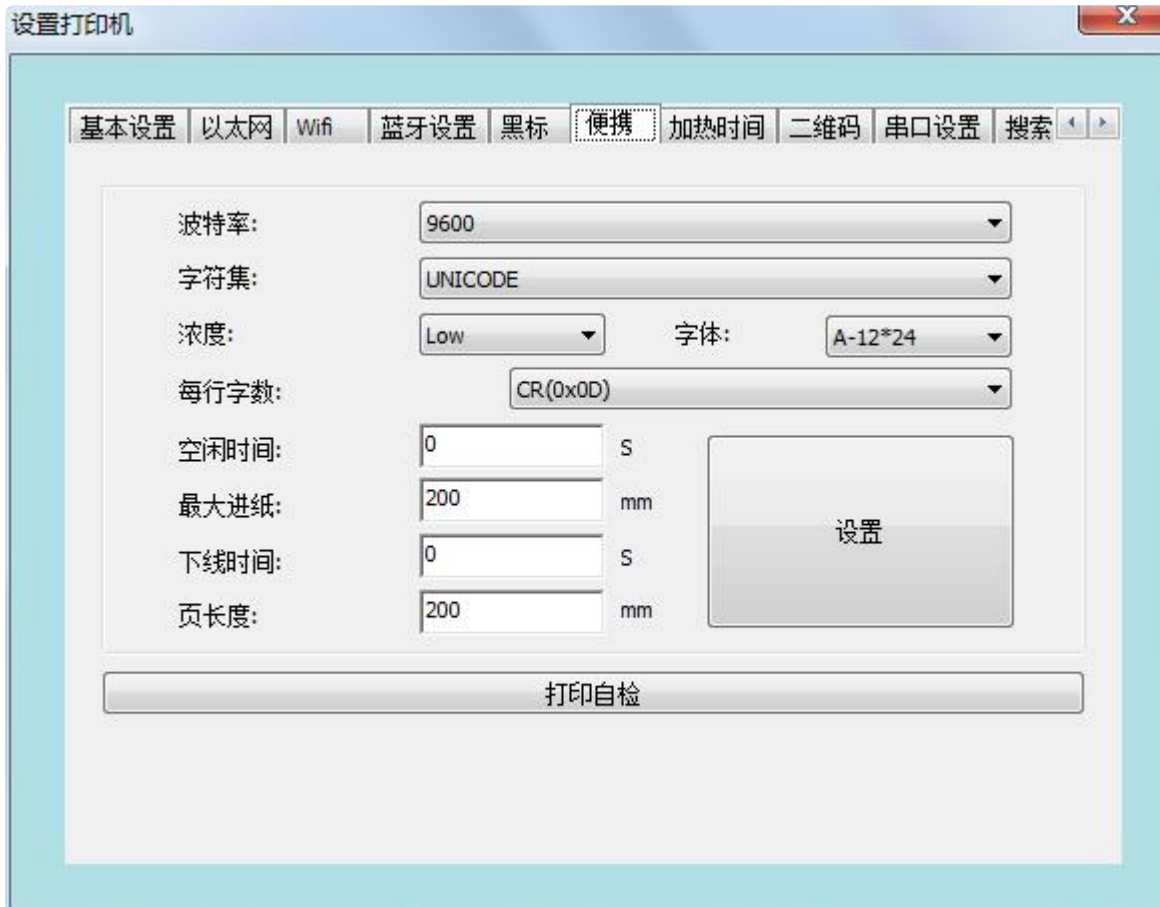 设置打印机
基本设置 以太网 Wifi 蓝牙设置 黑标 便携 加热时间 二维码 串口设置 搜索
波特率: 9600
字符集: UNICODE
浓度: Low 字体: A-12*24
每行字数: CR(0x0D)
空闲时间: 0 S
最大进纸: 200 mm
设置
下线时间: 0 S
页长度: 200 mm
打印自检